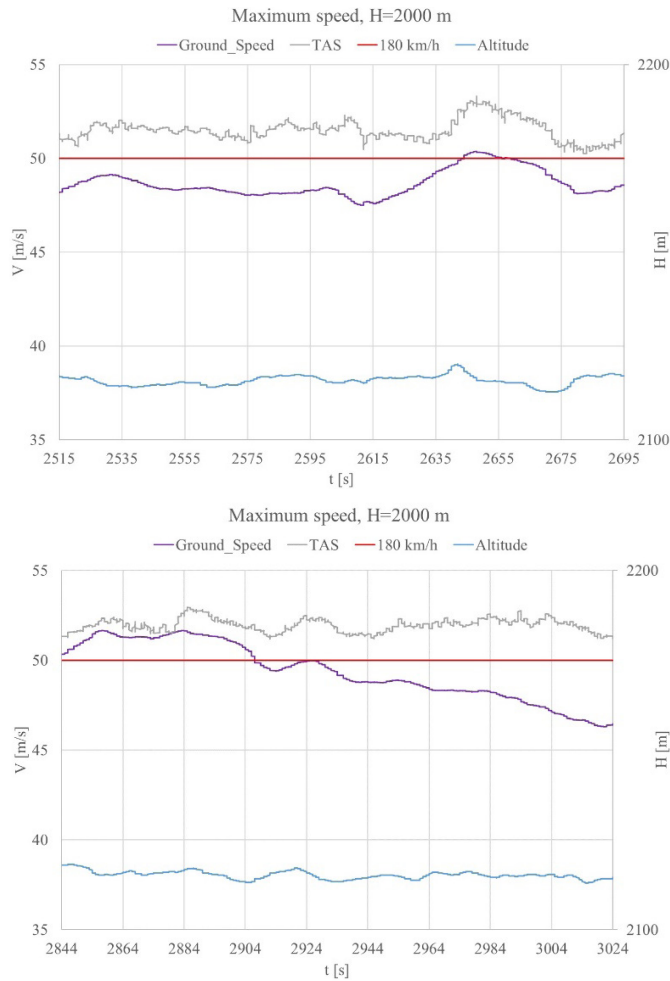 Maximum speed, H=2000 m
Ground_Speed TAS 180 km/h Altitude
55 2200
50
45
V [m/s] H [m]
40
35 2100
2515 2535 2555 2575 2595 2615 2635 2655 2675 2695
t [s]
Maximum speed, H=2000 m
Ground_Speed TAS 180 km/h Altitude
55 2200
50
45
V [m/s] H [m]
40
35 2100
2844 2864 2884 2904 2924 2944 2964 2984 3004 3024
t [s]